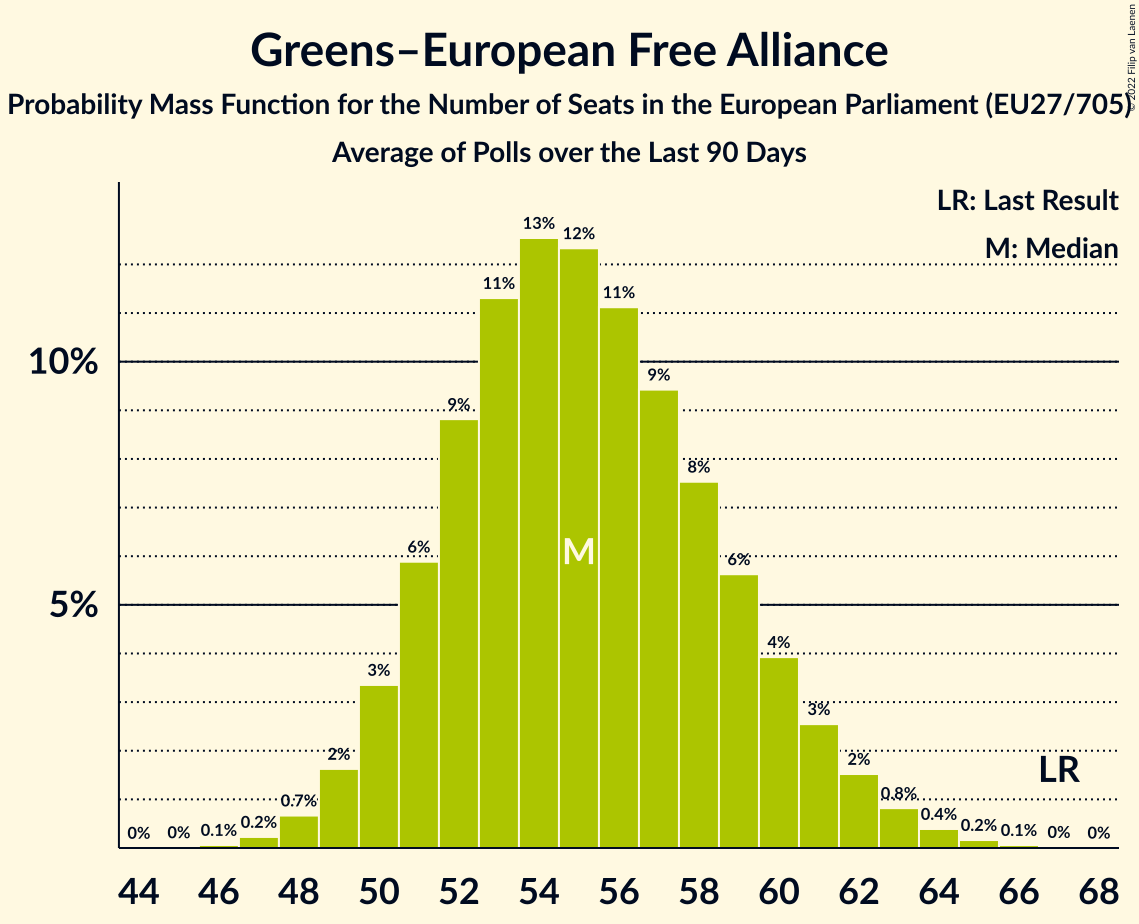 Greens–European Free Alliance
Probability Mass Function for the Number of Seats in the European Parliament (EU27/705)
Average of Polls over the Last 90 Days
© 2022 Filip van Laenen
LR: Last Result
M: Median
10%
5%
0% 0% 0.1% 0.2% 0.7% 2% 3% 6% 9% 11% 13% 12% 11% 9% 8% 6% 4% 3% 2% 0.8% 0.4% 0.2% 0.1% 0% 0%
M
LR
44 46 48 50 52 54 56 58 60 62 64 66 68